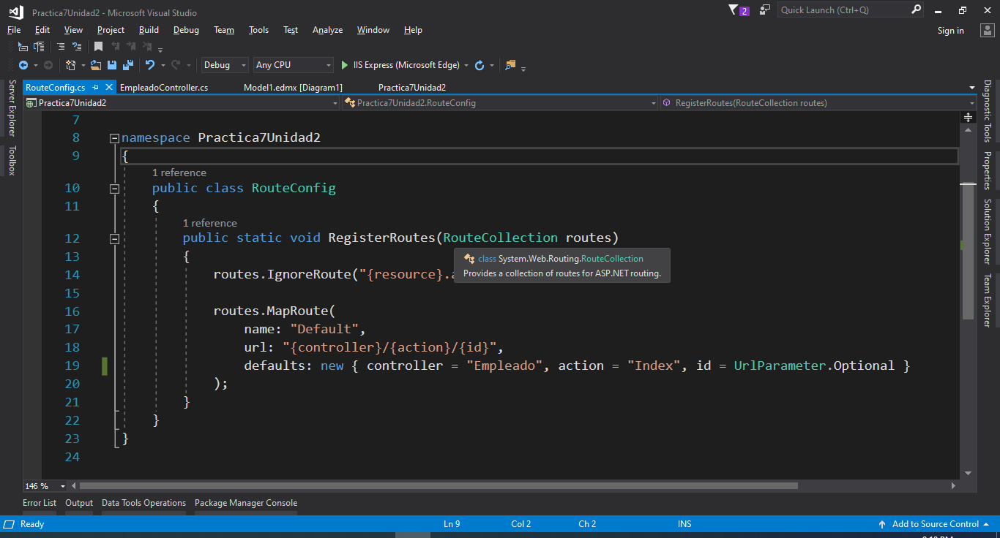 Practica7Unidad2 - Microsoft Visual Studio
2
Quick Launch (Ctrl+Q)
File Edit View Project Build Debug Team Tools Test Analyze Window Help
Sign in
Debug Any CPU IIS Express (Microsoft Edge)
RouteConfig.cs EmpleadoController.cs Model1.edmx [Diagram1] Practica7Unidad2
Practica7Unidad2 Practica7Unidad2.RouteConfig RegisterRoutes(RouteCollection routes)
Server Explorer
Toolbox
7
8 namespace Practica7Unidad2
9 {
1 reference
10 public class RouteConfig
11 {
1 reference
12 public static void RegisterRoutes(RouteCollection routes)
13 {
class System.Web.Routing.RouteCollection
Provides a collection of routes for ASP.NET routing.
14 routes.IgnoreRoute("{resource}.
15
16 routes.MapRoute(
17 name: "Default",
18 url: "{controller}/{action}/{id}",
19 defaults: new { controller = "Empleado", action = "Index", id = UrlParameter.Optional }
20 );
21 }
22 }
23 }
24
Diagnostic Tools
Properties
Solution Explorer
Team Explorer
146 %
Error List Output Data Tools Operations Package Manager Console
Ready Ln 9 Col 2 Ch 2 INS Add to Source Control